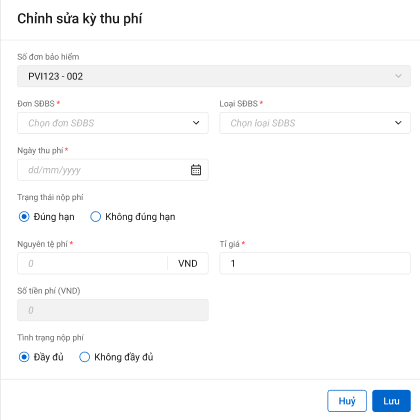 Chỉnh sửa kỳ thu phí
Số đơn bảo hiểm
PVI123 - 002
Đơn SĐBS *
Loại SĐBS *
Chọn đơn SĐBS
Chọn loại SĐBS
Ngày thu phí *
dd/mm/yyyy
Trạng thái nộp phí
Đúng hạn
Không đúng hạn
Nguyên tệ phí *
Tỉ giá *
0
VND
1
Số tiền phí (VND)
0
Tình trạng nộp phí
Đầy đủ
Không đầy đủ
Huỷ
Lưu